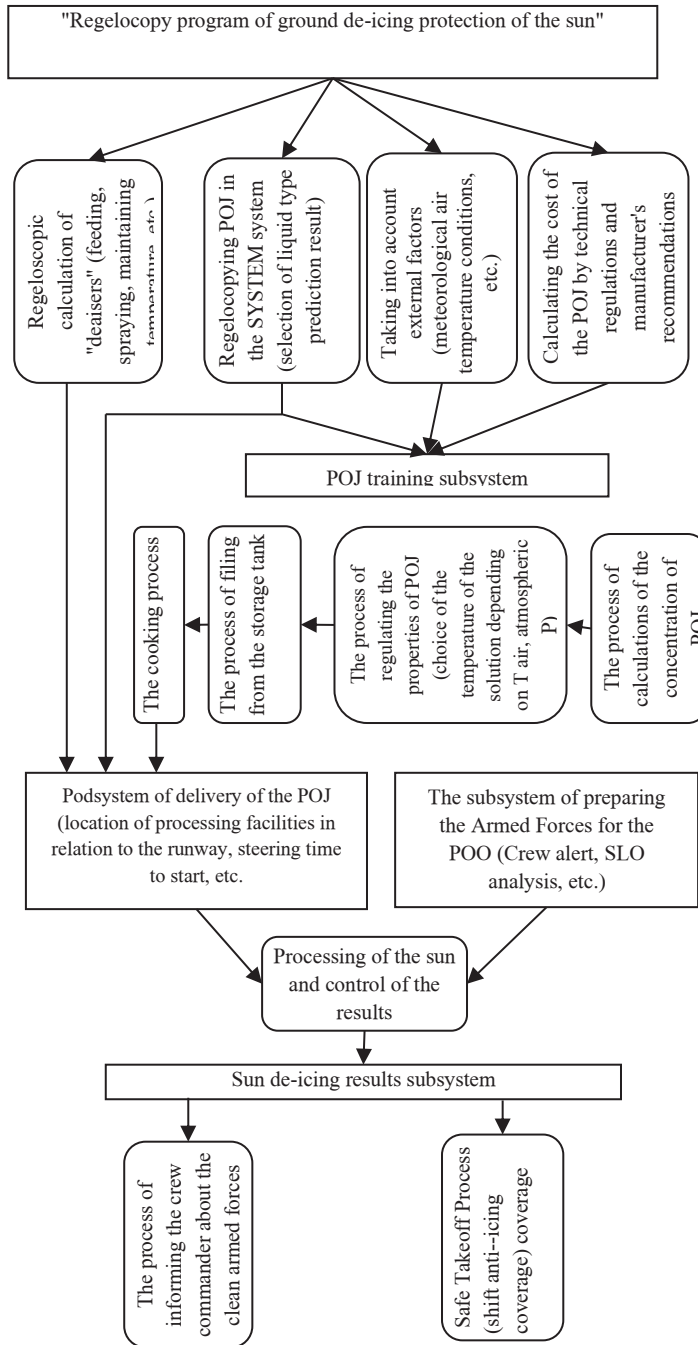 "Regelocopy program of ground de-icing protection of the sun"
Regeloscopic
calculation of
"deaisers" (feeding,
spraying, maintaining
temperature, etc.)
Regelocopying POJ in
the SYSTEM system
(selection of liquid type
prediction result)
Taking into account
external factors
(meteorological air
temperature conditions,
etc.)
Calculating the cost of
the POJ by technical
regulations and
manufacturer's
recommendations
POJ training subsystem
The cooking process
The process of filing
from the storage tank
The process of
regulating the
properties of POJ
(choice of the
temperature of the
solution depending
on T air, atmospheric
P)
The process of
calculations of the
concentration of
POJ
Podsystem of delivery of the POJ
(location of processing facilities in
relation to the runway, steering time
to start, etc.
The subsystem of preparing
the Armed Forces for the
POO (Crew alert, SLO
analysis, etc.)
Processing of the sun
and control of the
results
Sun de-icing results subsystem
The process of
informing the crew
commander about the
clean armed forces
Safe Takeoff Process
(shift anti--icing
coverage) coverage